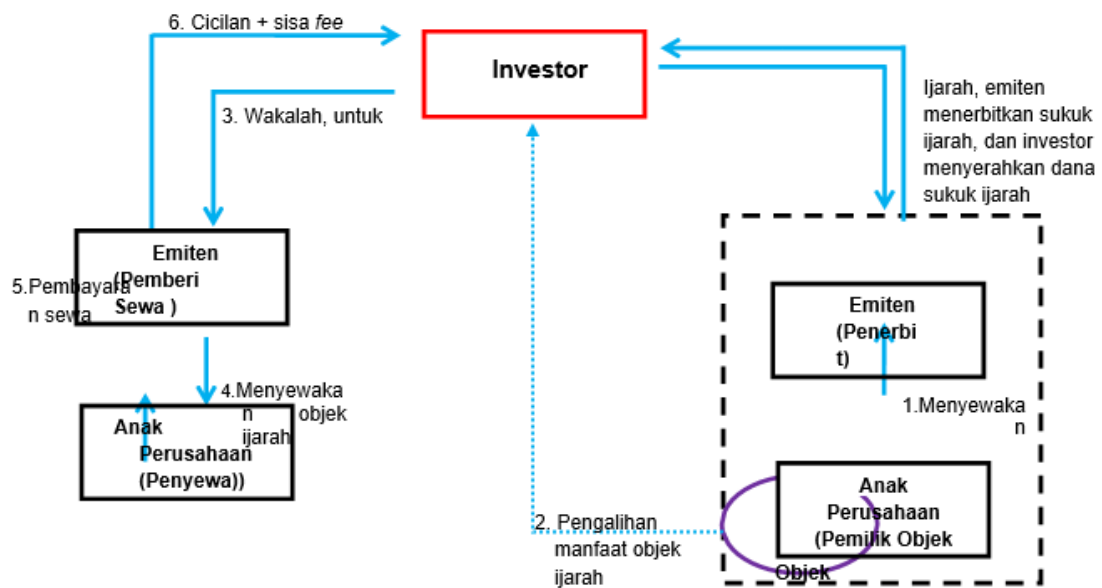 6. Cicilan + sisa fee
Investor
3. Wakalah, untuk
Ijarah, emiten
menerbitkan sukuk
ijarah, dan investor
menyerahkan dana
sukuk ijarah
Emiten
(Pemberi
Sewa )
5.Pembayara
n sewa
4.Menyewaka
n objek
ijarah
Anak
Perusahaan
(Penyewa))
Emiten
(Penerbi
t)
1.Menyewaka
n
Anak
Perusahaan
(Pemilik Objek
Objek
2. Pengalihan
manfaat objek
ijarah